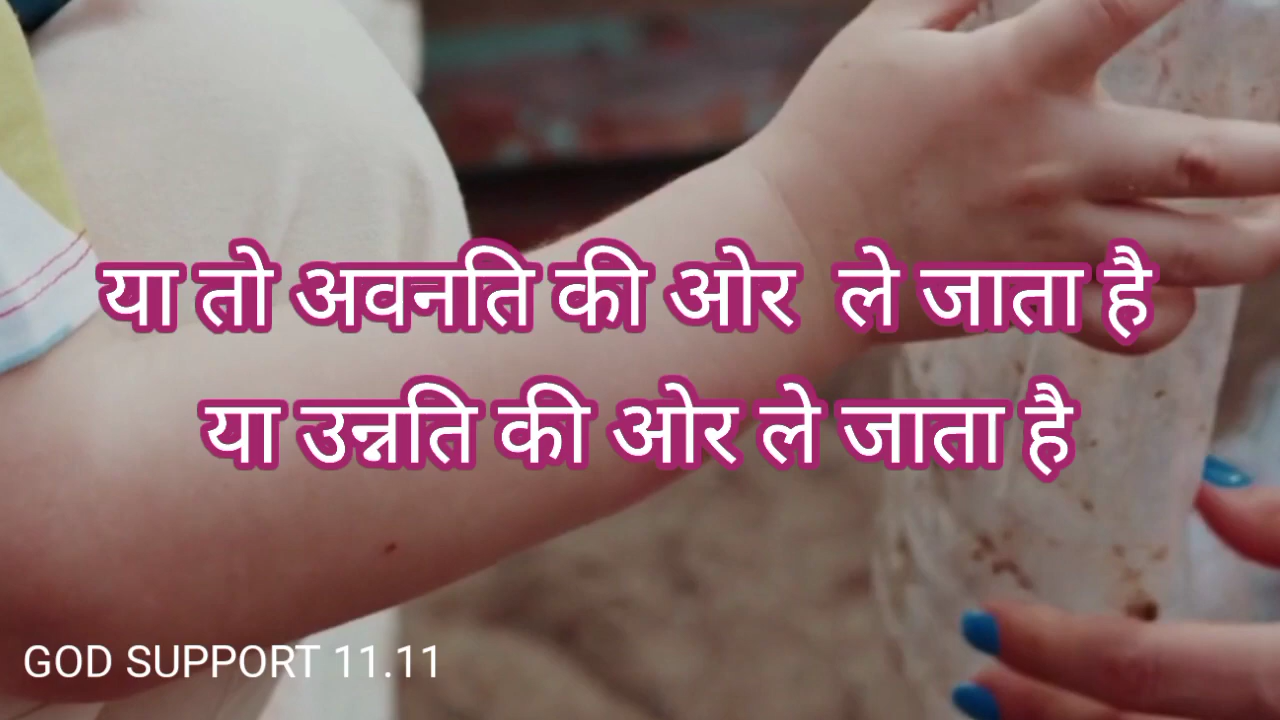 या तो अवनति की ओर ले जाता है
या उन्नति की ओर ले जाता है
GOD SUPPORT 11.11